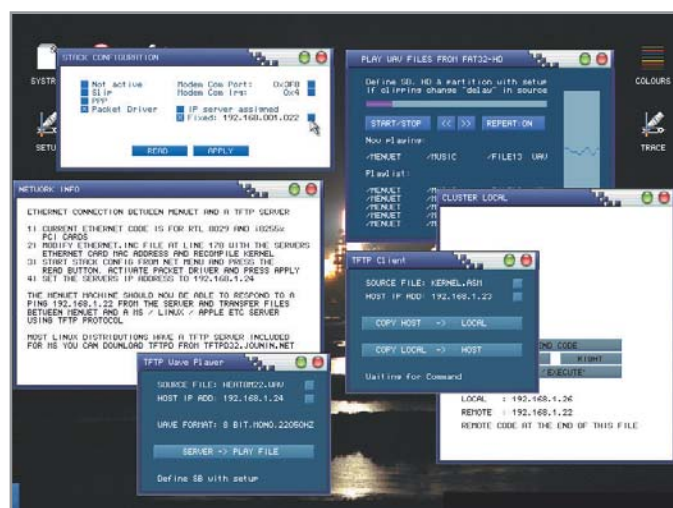 STACK CONFIGURATION
Not active
Slip
PPP
Packet Driver
Modem Com Port: 0x3F8
Modem Com Irq: 0x4
IP server assigned
Fixed: 192.168.001.022
READ APPLY
PLAY WAV FILES FROM FAT32-HD
Define SB, HD & partition with setup
If clipping change "delay" in source
START/STOP << >> REPEAT:ON
Now playing:
/MENUET /MUSIC /FILE13 WAV
Playlist:
/MENUET
/MENUET
/MENUET
/MENUET
/MENUET
COLOURS
TRACE
NETWORK INFO
ETHERNET CONNECTION BETWEEN MENUET AND A TFTP SERVER
1) CURRENT ETHERNET CODE IS FOR RTL 8029 AND i8255x
PCI CARDS
2) MODIFY ETHERNET.INC FILE AT LINE 170 WITH THE SERVERS
ETHERNET CARD MAC ADDRESS AND RECOMPILE KERNEL
3) START STACK CONFIG FROM NET MENU AND PRESS THE
READ BUTTON. ACTIVATE PACKET DRIVER AND PRESS APPLY
4) SET THE SERVERS IP ADDRESS TO 192.168.1.24
THE MENUET MACHINE SHOULD NOW BE ABLE TO RESPOND TO A
PING 192.168.1.22 FROM THE SERVER AND TRANSFER FILES
BETWEEN MENUET AND A MS / LINUX / APPLE ETC SERVER
USING TFTP PROTOCOL
MOST LINUX DISTRIBUTIONS HAVE A TFTP SERVER INCLUDED
FOR MS YOU CAN DOWNLOAD TFTPD FROM TFTPD32.JOUNIN.NET
CLUSTER LOCAL
END CODE
RIGHT
'EXECUTE'
LOCAL : 192.168.1.26
REMOTE : 192.168.1.22
REMOTE CODE AT THE END OF THIS FILE
TFTP Client
SOURCE FILE: KERNEL.ASM
HOST IP ADD: 192.168.1.23
COPY HOST -> LOCAL
COPY LOCAL -> HOST
Waiting for Command
TFTP Wave Player
SOURCE FILE: HEATOM22.WAV
HOST IP ADD: 192.168.1.24
WAVE FORMAT: 8 BIT,MONO,22050HZ
SERVER -> PLAY FILE
Define SB with setup